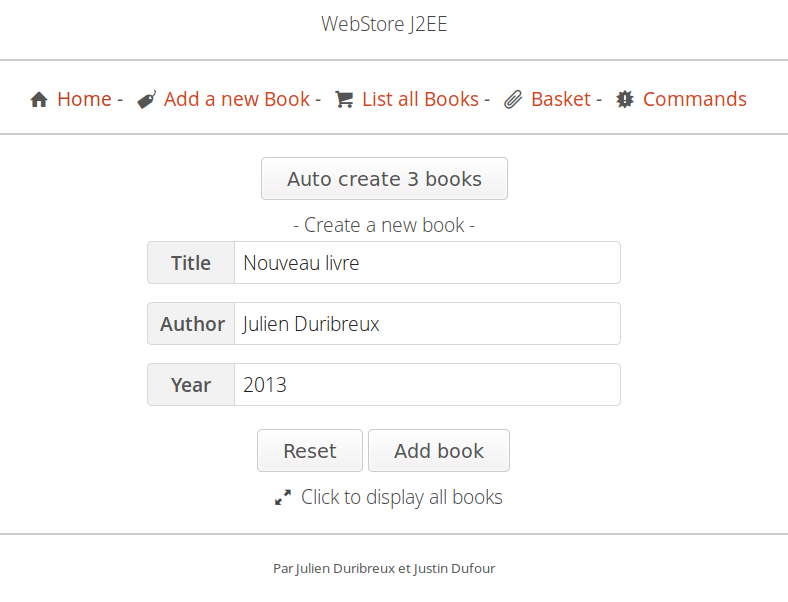 WebStore J2EE
Home - Add a new Book - List all Books - Basket - Commands
Auto create 3 books
- Create a new book -
Title Nouveau livre
Author Julien Duribreux
Year 2013
Reset Add book
Click to display all books
Par Julien Duribreux et Justin Dufour